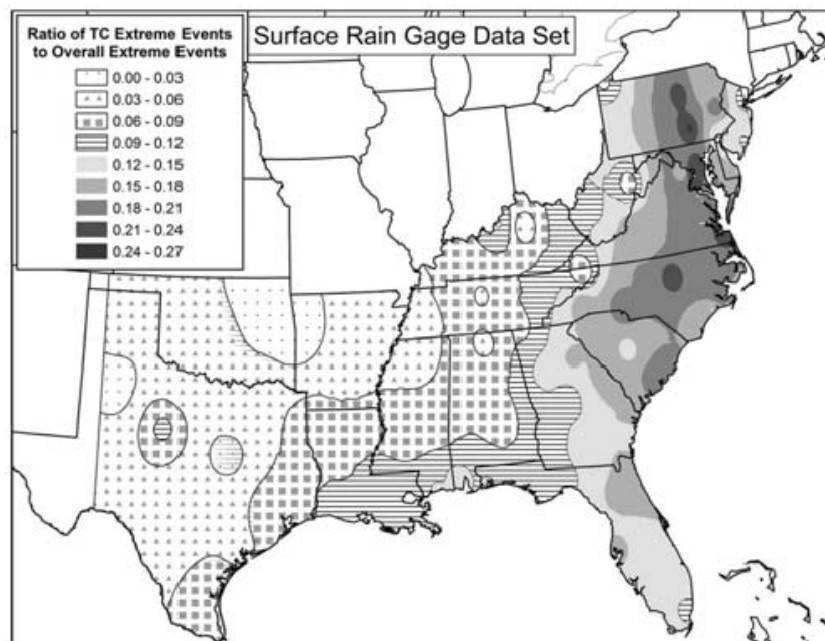 Ratio of TC Extreme Events
to Overall Extreme Events
0.00 - 0.03
0.03 - 0.06
0.06 - 0.09
0.09 - 0.12
0.12 - 0.15
0.15 - 0.18
0.18 - 0.21
0.21 - 0.24
0.24 - 0.27
Surface Rain Gage Data Set